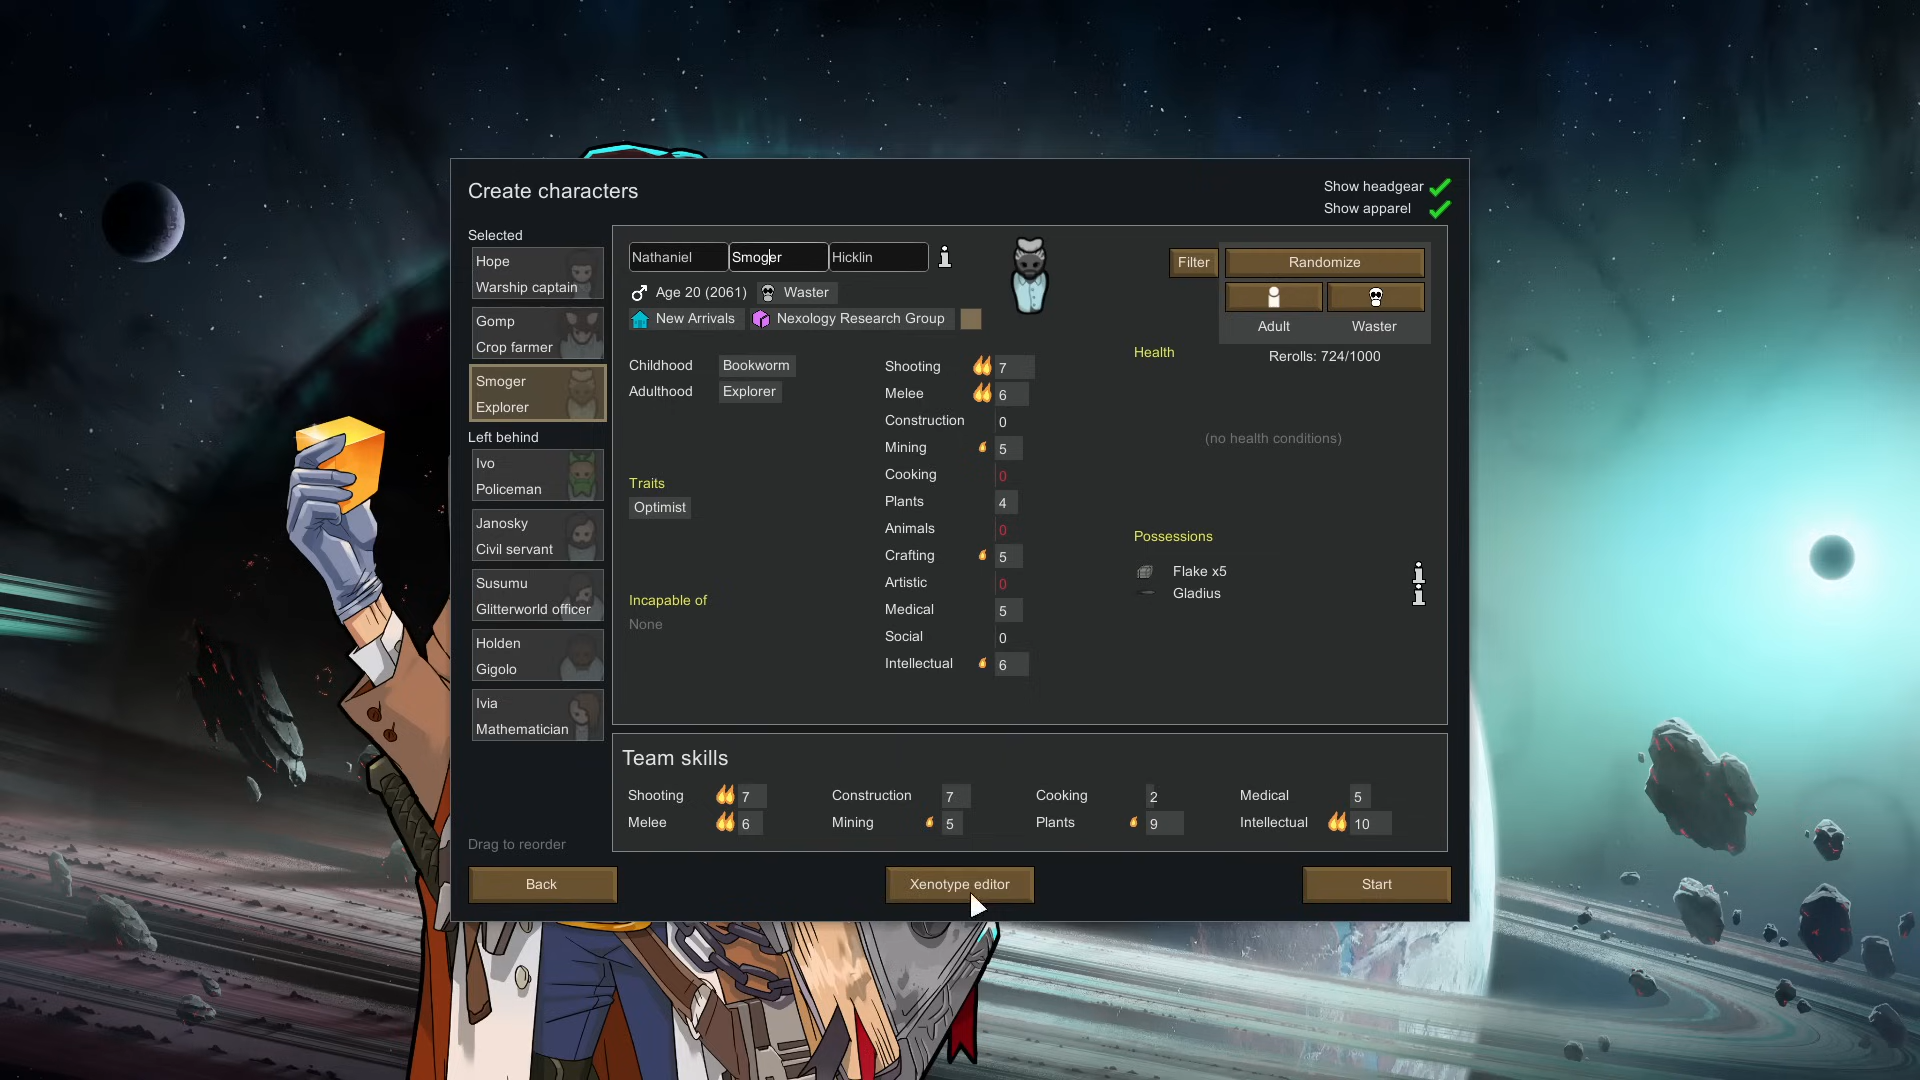 Create characters
Show headgear
Show apparel
Selected
Hope
Warship captain
Gomp
Crop farmer
Smoger
Explorer
Left behind
Ivo
Policeman
Janosky
Civil servant
Susumu
Glitterworld officer
Holden
Gigolo
Ivia
Mathematician
Drag to reorder
Nathaniel Smoger Hicklin
Age 20 (2061) Waster
New Arrivals Nexology Research Group
Childhood Bookworm
Adulthood Explorer
Traits
Optimist
Incapable of
None
Shooting 7
Melee 6
Construction 0
Mining 5
Cooking 0
Plants 4
Animals 0
Crafting 5
Artistic 0
Medical 5
Social 0
Intellectual 6
Filter Randomize
Adult Waster
Rerolls: 724/1000
Health
(no health conditions)
Possessions
Flake x5
Gladius
Team skills
Shooting 7 Construction 7 Cooking 2 Medical 5
Melee 6 Mining 5 Plants 9 Intellectual 10
Back Xenotype editor Start